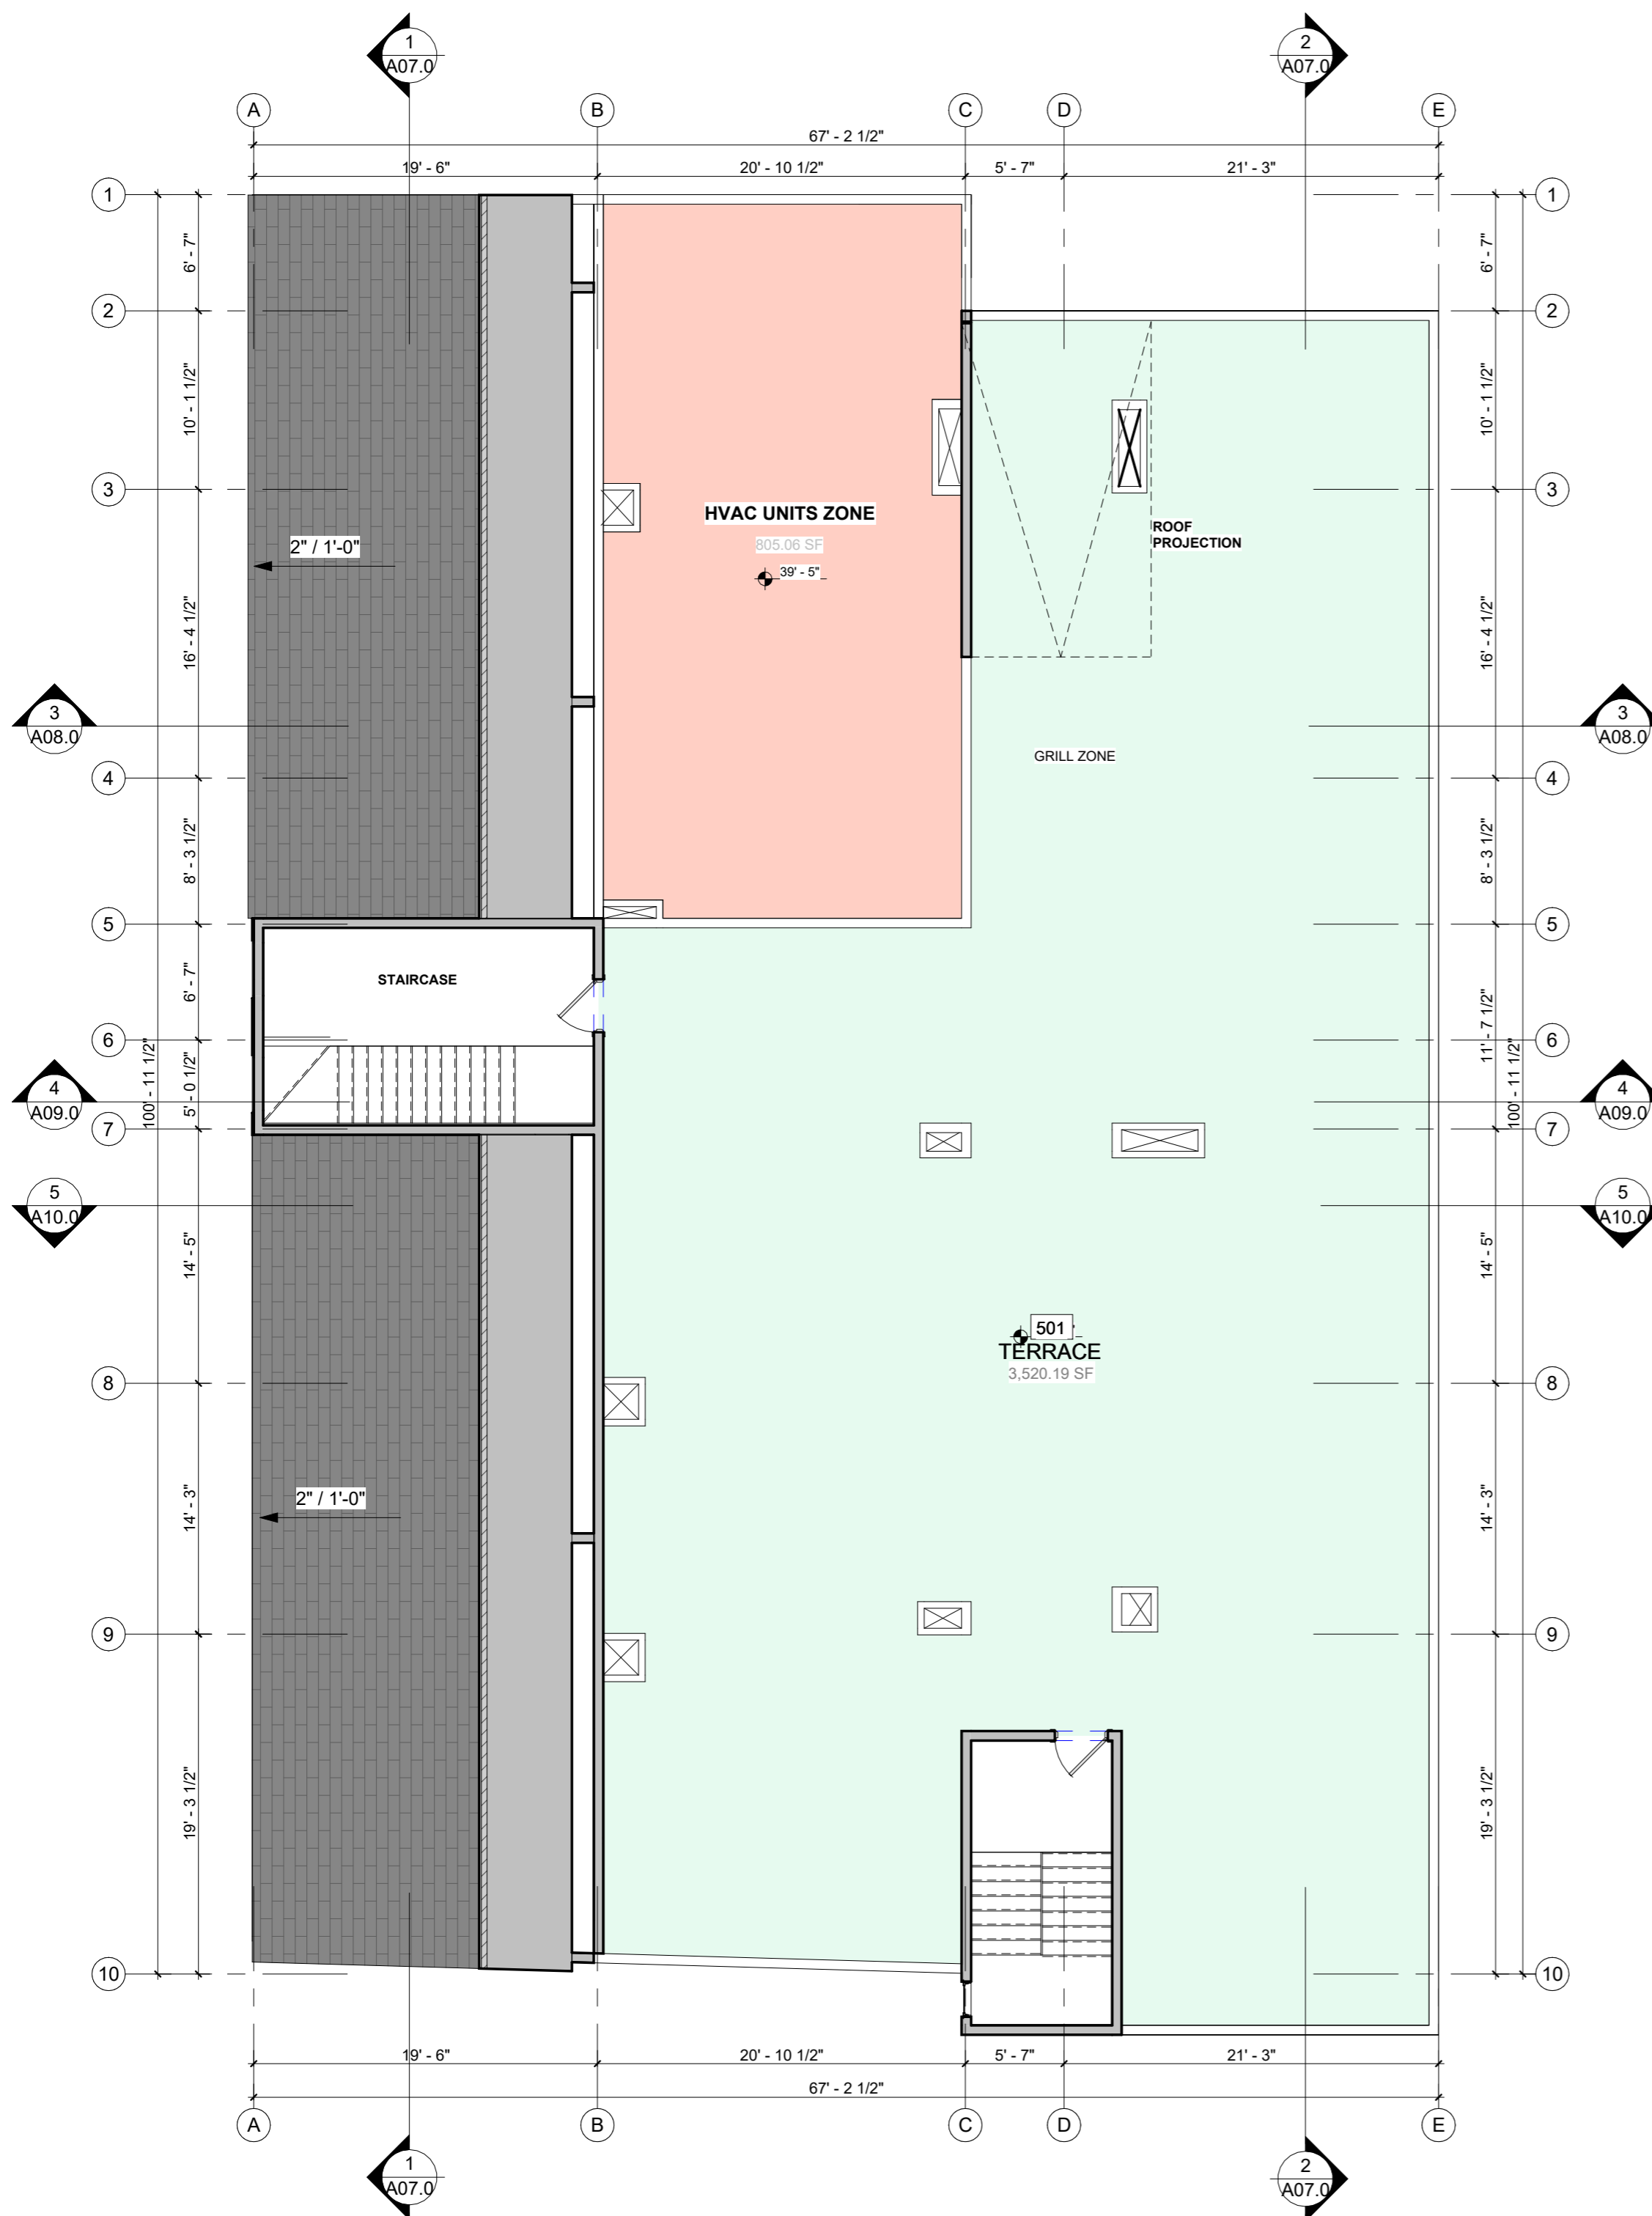 1
A07.0
2
A07.0
A
B
C
D
E
67' - 2 1/2"
19' - 6"
20' - 10 1/2"
5' - 7"
21' - 3"
1
1
6' - 7"
6' - 7"
2
2
10' - 1 1/2"
10' - 1 1/2"
3
3
HVAC UNITS ZONE
805.06 SF
39' - 5"
ROOF
PROJECTION
2" / 1'-0"
16' - 4 1/2"
16' - 4 1/2"
3
A08.0
3
A08.0
GRILL ZONE
4
4
8' - 3 1/2"
8' - 3 1/2"
5
5
STAIRCASE
6' - 7"
11' - 7 1/2"
6
6
100' - 11 1/2"
5' - 0 1/2"
100' - 11 1/2"
4
A09.0
4
A09.0
7
7
5
A10.0
5
A10.0
14' - 5"
14' - 5"
501
TERRACE
3,520.19 SF
8
8
2" / 1'-0"
14' - 3"
14' - 3"
9
9
19' - 3 1/2"
19' - 3 1/2"
10
10
19' - 6"
20' - 10 1/2"
5' - 7"
21' - 3"
67' - 2 1/2"
A
B
C
D
E
1
A07.0
2
A07.0